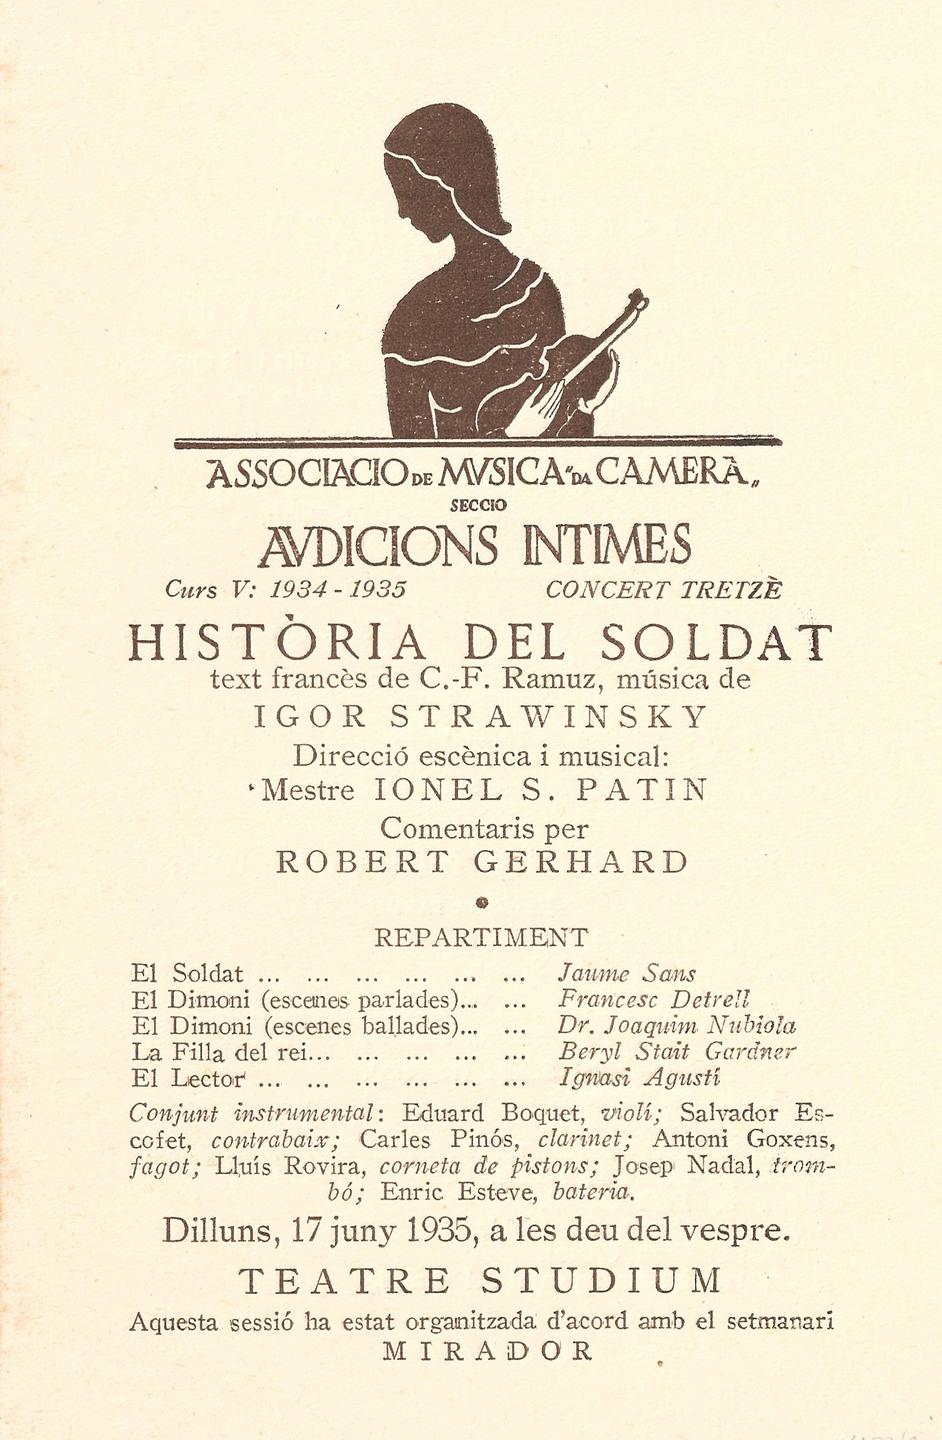 ASSOCIACIO DE MVSICA "DA CAMERA"
SECCIO
AVDICIONS INTIMES
Curs V: 1934 - 1935 CONCERT TRETZÈ
HISTÒRIA DEL SOLDAT
text francès de C.-F. Ramuz, música de
IGOR STRAWINSKY
Direcció escènica i musical:
Mestre IONEL S. PATIN
Comentaris per
ROBERT GERHARD
•
REPARTIMENT
El Soldat ... ... ... ... ... ... Jaume Sans
El Dimoni (escenes parlades)... ... Francesc Detrell
El Dimoni (escenes ballades)... ... Dr. Joaquim Nubiola
La Filla del rei... ... ... ... ... Beryl Stait Gardner
El Lector ... ... ... ... ... ... Ignasi Agustí
Conjunt instrumental: Eduard Boquet, violí; Salvador Es-
cofet, contrabaix; Carles Pinós, clarinet; Antoni Goxens,
fagot; Lluís Rovira, corneta de pistons; Josep Nadal, trom-
bó; Enric Esteve, bateria.
Dilluns, 17 juny 1935, a les deu del vespre.
TEATRE STUDIUM
Aquesta sessió ha estat organitzada d'acord amb el setmanari
MIRADOR